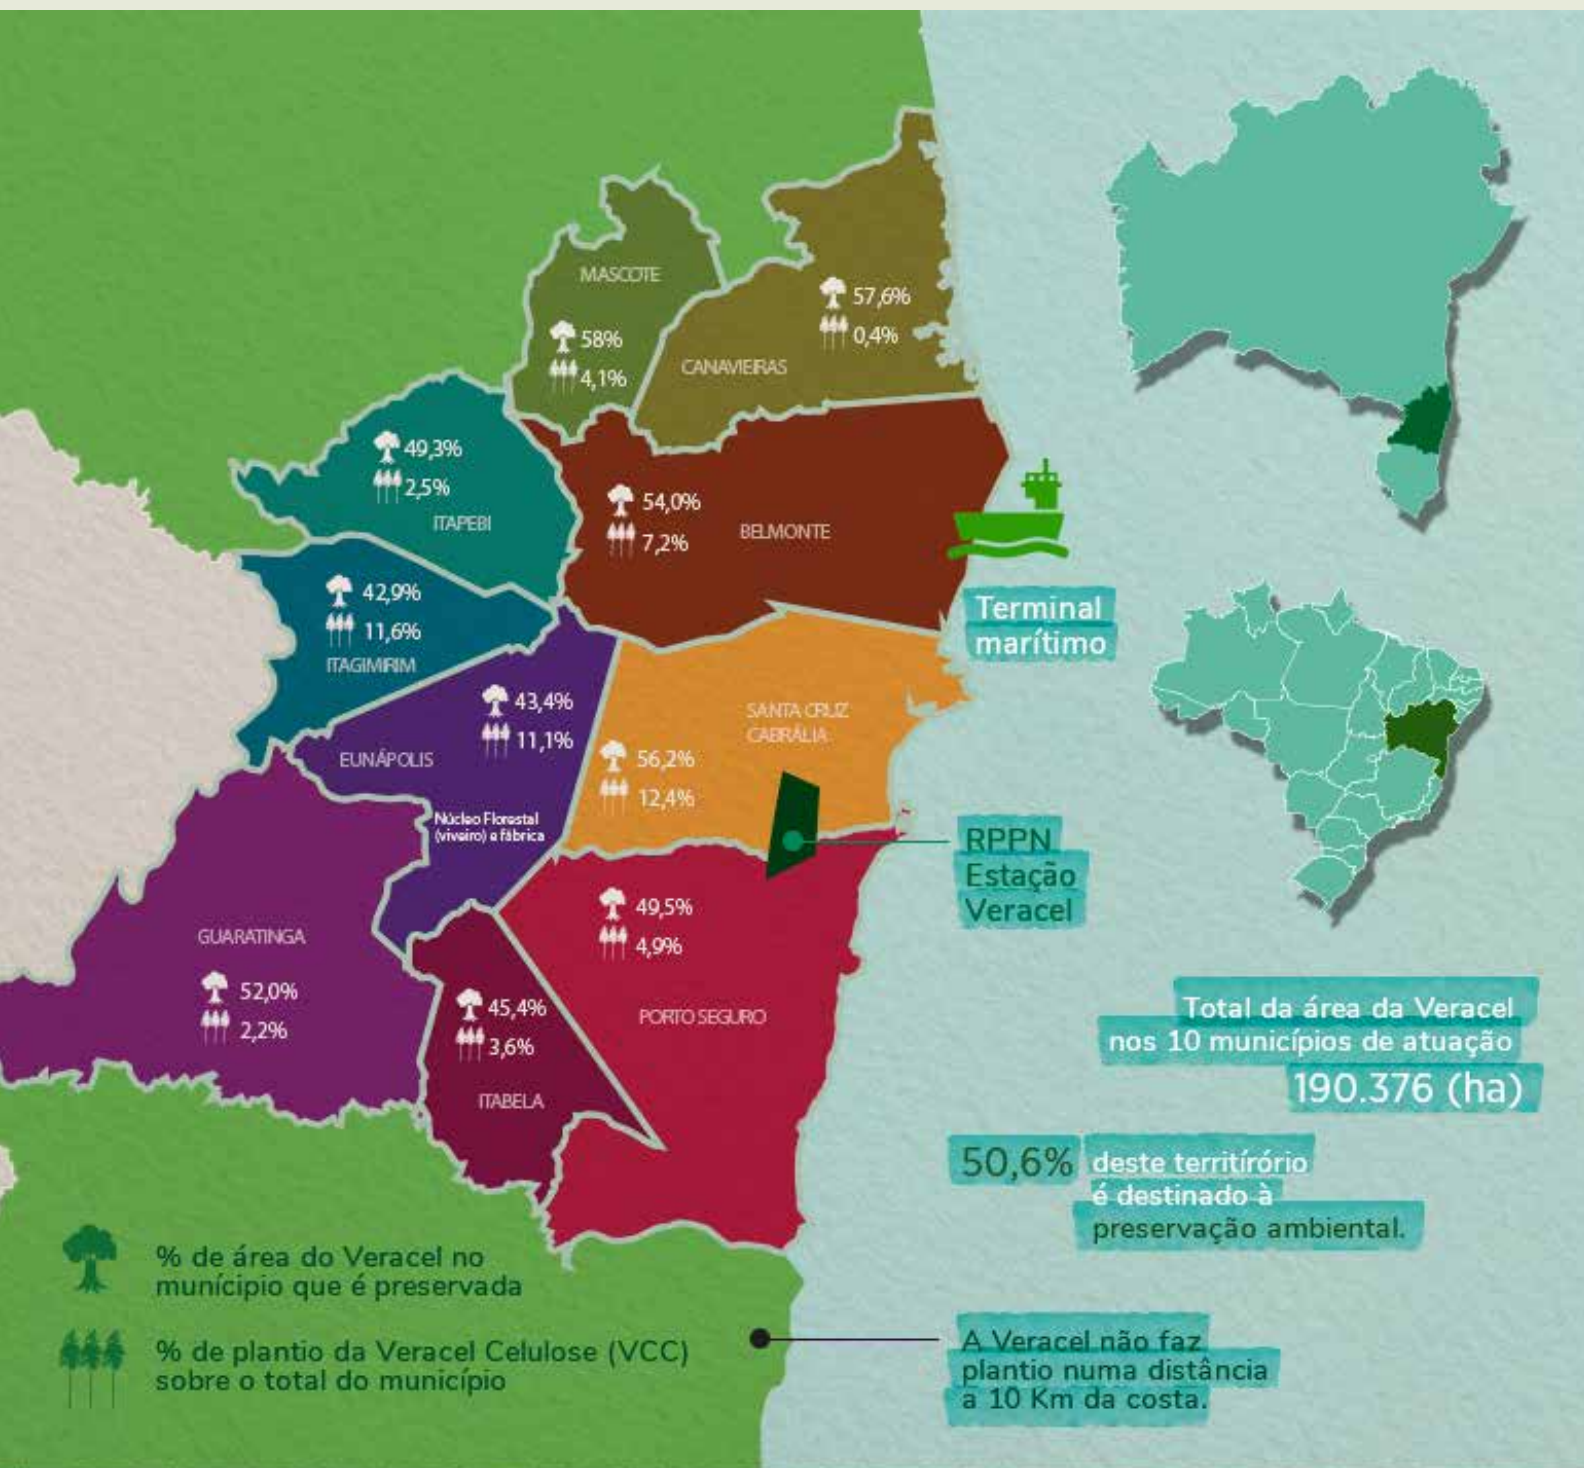 MASCOTE
58%
4,1%
57,6%
0,4%
CANAVIEIRAS
49,3%
2,5%
ITAPEBI
54,0%
7,2%
BELMONTE
42,9%
11,6%
ITAGIMIRIM
Terminal
marítimo
43,4%
11,1%
EUNÁPOLIS
Núcleo Florestal
(viveiro) e fábrica
SANTA CRUZ
CABRÁLIA
56,2%
12,4%
RPPN
Estação
Veracel
GUARATINGA
52,0%
2,2%
45,4%
3,6%
ITABELA
49,5%
4,9%
PORTO SEGURO
Total da área da Veracel
nos 10 municípios de atuação
190.376 (ha)
50,6% deste territírório
é destinado à
preservação ambiental.
% de área do Veracel no
munícipio que é preservada
% de plantio da Veracel Celulose (VCC)
sobre o total do município
A Veracel não faz
plantio numa distância
a 10 Km da costa.